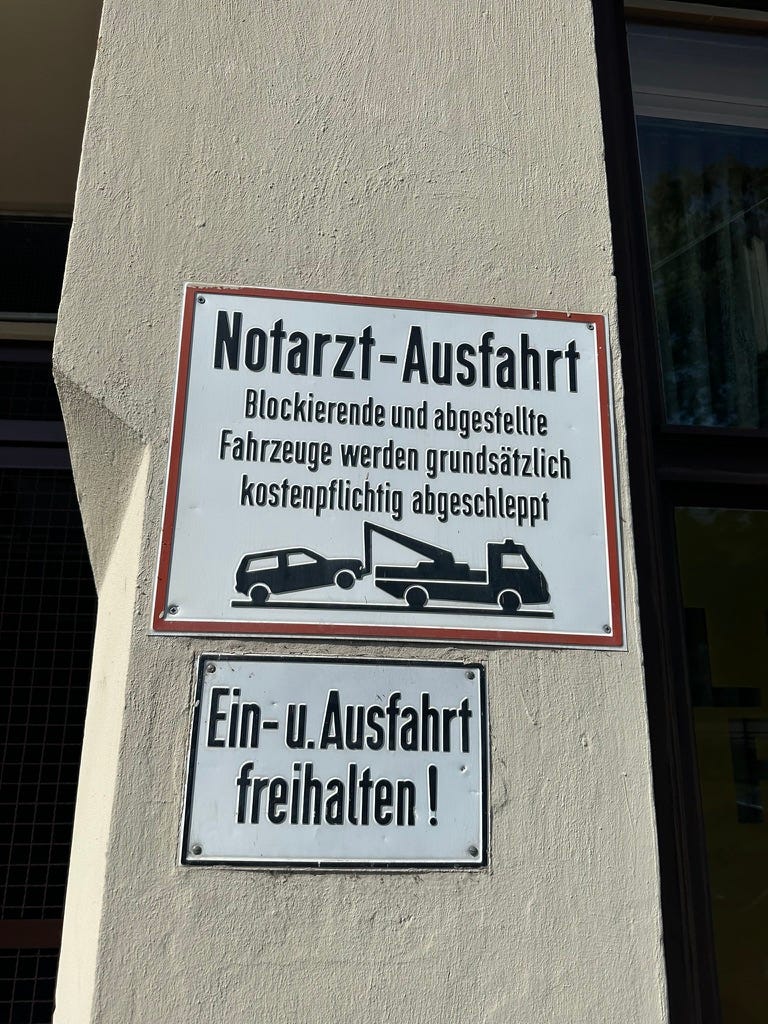 Notarzt-Ausfahrt
Blockierende und abgestellte
Fahrzeuge werden grundsätzlich
kostenpflichtig abgeschleppt
Ein- u. Ausfahrt
freihalten!